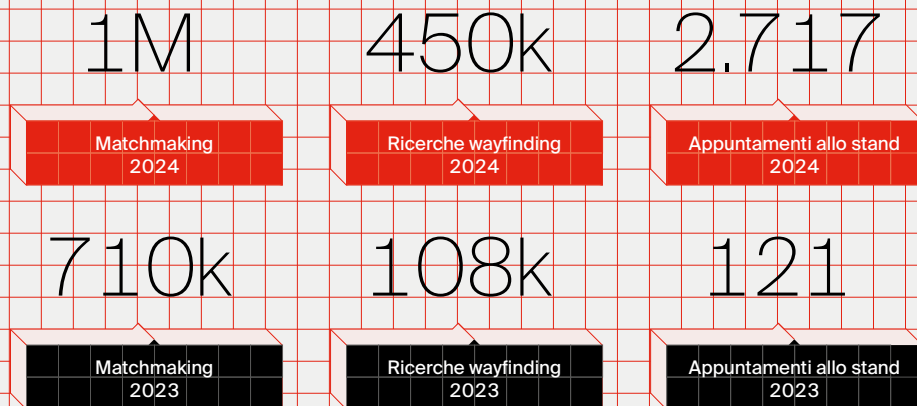 1M 450k 2.717
Matchmaking Ricerche wayfinding Appuntamenti allo stand
2024 2024 2024
710k 108k 121
Matchmaking Ricerche wayfinding Appuntamenti allo stand
2023 2023 2023